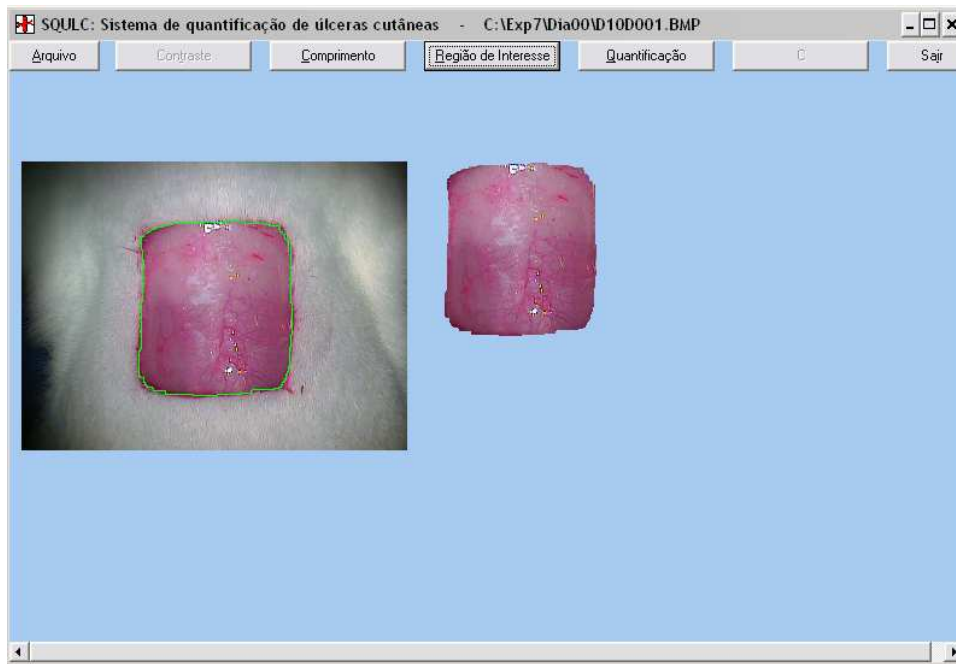 SQULC: Sistema de quantificação de úlceras cutâneas - C:\Exp7\Dia00\D10D001.BMP
Arquivo Contraste Comprimento Região de Interesse Quantificação C Sair